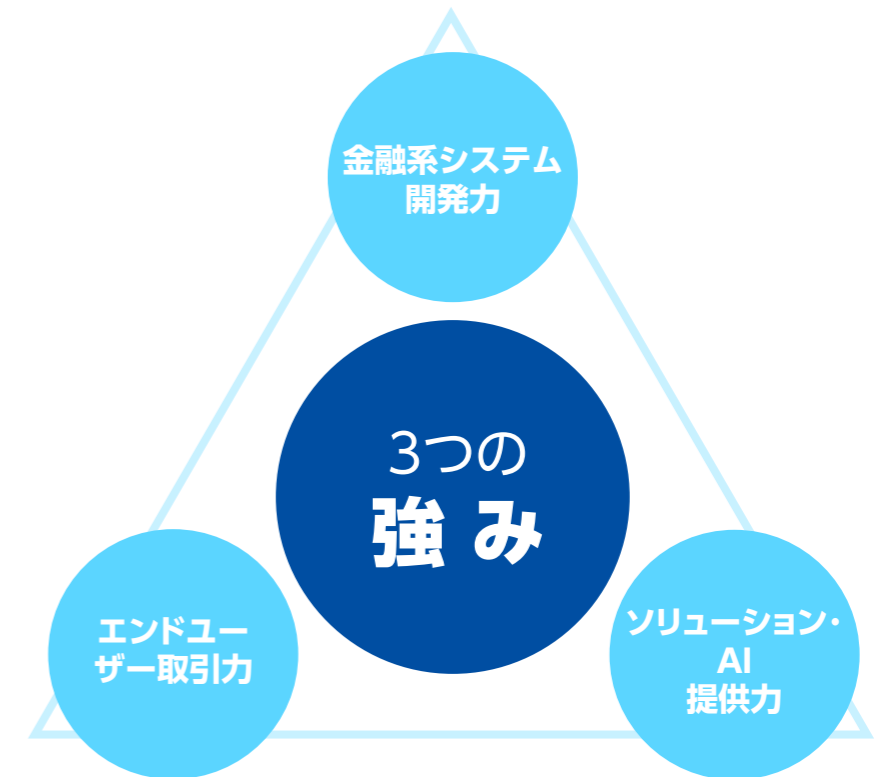 金融系システム
開発力
3つの
強み
エンドユー
ザー取引力
ソリューション・
AI
提供力